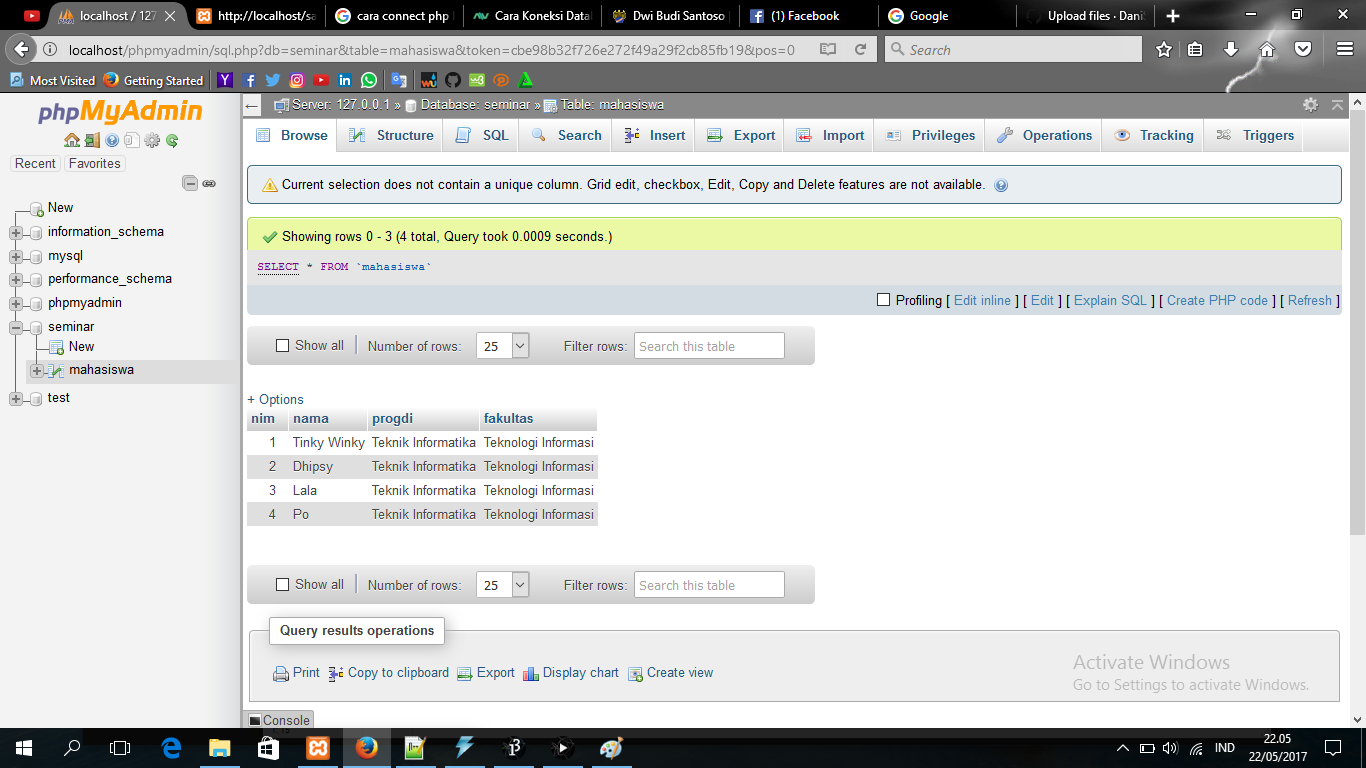 localhost / 127
http://localhost/sa
cara connect php
Cara Koneksi Data
Dwi Budi Santoso
(1) Facebook
Google
Upload files · Dani
localhost/phpmyadmin/sql.php?db=seminar&table=mahasiswa&token=cbe98b32f726e272f49a29f2cb85fb19&pos=0
Search
Most Visited Getting Started
phpMyAdmin
Recent Favorites
New
information_schema
mysql
performance_schema
phpmyadmin
seminar
New
mahasiswa
test
Server: 127.0.0.1 » Database: seminar » Table: mahasiswa
Browse Structure SQL Search Insert Export Import Privileges Operations Tracking Triggers
Current selection does not contain a unique column. Grid edit, checkbox, Edit, Copy and Delete features are not available.
Showing rows 0 - 3 (4 total, Query took 0.0009 seconds.)
SELECT * FROM `mahasiswa`
Profiling [ Edit inline ] [ Edit ] [ Explain SQL ] [ Create PHP code ] [ Refresh ]
Show all Number of rows: 25 Filter rows: Search this table
+ Options
nim nama progdi fakultas
1 Tinky Winky Teknik Informatika Teknologi Informasi
2 Dhipsy Teknik Informatika Teknologi Informasi
3 Lala Teknik Informatika Teknologi Informasi
4 Po Teknik Informatika Teknologi Informasi
Show all Number of rows: 25 Filter rows: Search this table
Query results operations
Print Copy to clipboard Export Display chart Create view
Activate Windows
Go to Settings to activate Windows.
Console
IND
22.05
22/05/2017